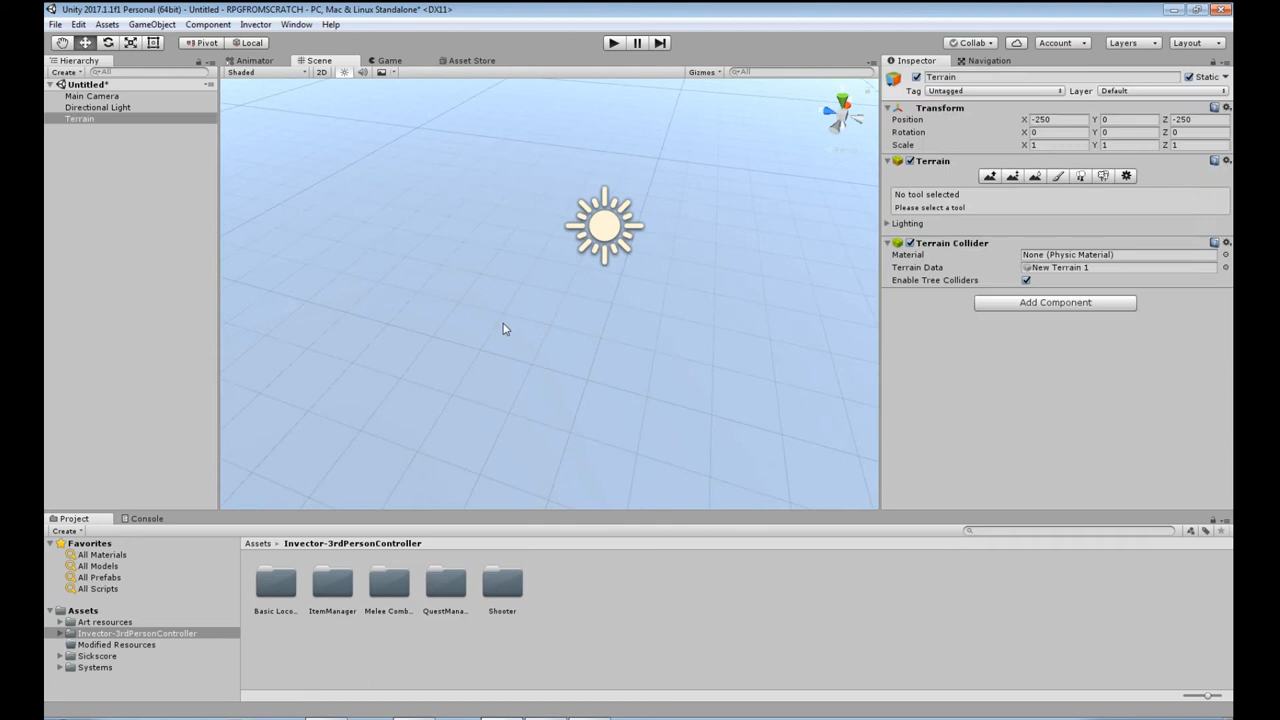 Unity 2017.1.1f1 Personal (64bit) - Untitled - RPGFROMSCRATCH - PC, Mac & Linux Standalone* <DX11>
File Edit Assets GameObject Component Invector Window Help
Pivot Local Collab Account Layers Layout
Hierarchy Animator Scene Game Asset Store Inspector Navigation
Create All Shaded 2D Gizmos All Terrain Static
Untitled* Tag Untagged Layer Default
Main Camera
Directional Light Transform
Terrain Position X -250 Y 0 Z -250
Rotation X 0 Y 0 Z 0
Scale X 1 Y 1 Z 1
Terrain
No tool selected
Please select a tool
Lighting
Terrain Collider
Material None (Physic Material)
Terrain Data New Terrain 1
Enable Tree Colliders
Add Component
Project Console
Create
Favorites Assets Invector-3rdPersonController
All Materials
All Models
All Prefabs
All Scripts
Assets Basic Loco... ItemManager Melee Comb... QuestMana... Shooter
Art resources
Invector-3rdPersonController
Modified Resources
Sickscore
Systems